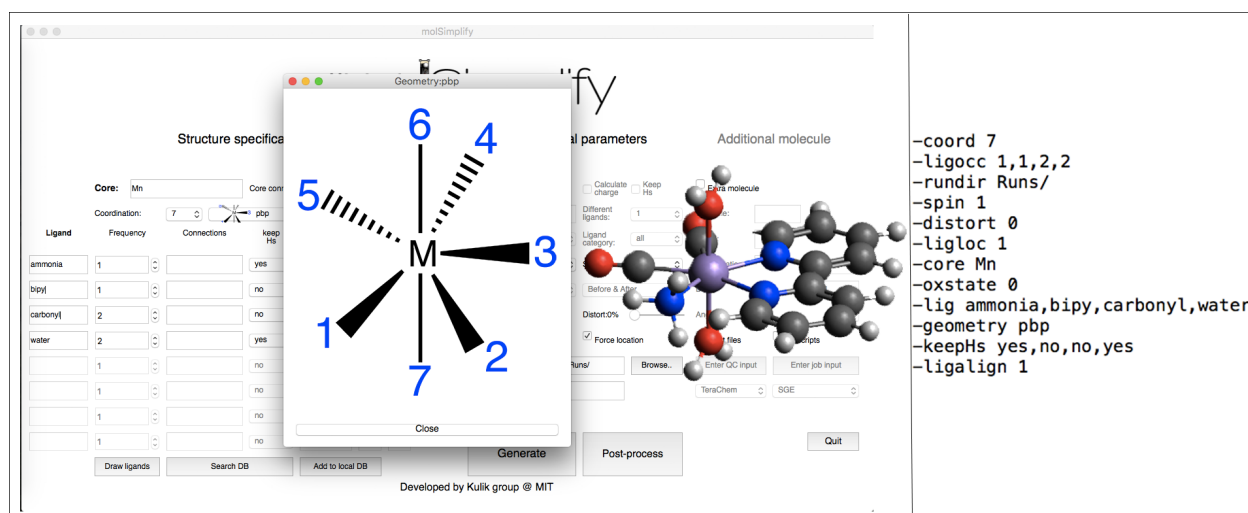 molSimplify
Geometry:pbp
ify
Structure specifica
al parameters
Additional molecule
Core:
Mn
Core conn
Calculate charge
Keep Hs
Extra molecule
Coordination:
7
pbp
Different ligands:
1
Ligand
Frequency
Connections
keep Hs
Ligand category:
all
ammonia
1
yes
bipy
1
no
Before & After
carbonyl
2
no
Distort:0%
water
2
yes
Force location
1
no
Runs/
Browse..
Enter QC input
Enter job input
1
no
TeraChem
SGE
1
no
1
no
Draw ligands
Search DB
Add to local DB
Generate
Post-process
Quit
Developed by Kulik group @ MIT
6
4
5
M
3
1
2
7
Close
-coord 7
-ligocc 1,1,2,2
-rundir Runs/
-spin 1
-distort 0
-ligloc 1
-core Mn
-oxstate 0
-lig ammonia,bipy,carbonyl,water
-geometry pbp
-keepHs yes,no,no,yes
-ligalign 1